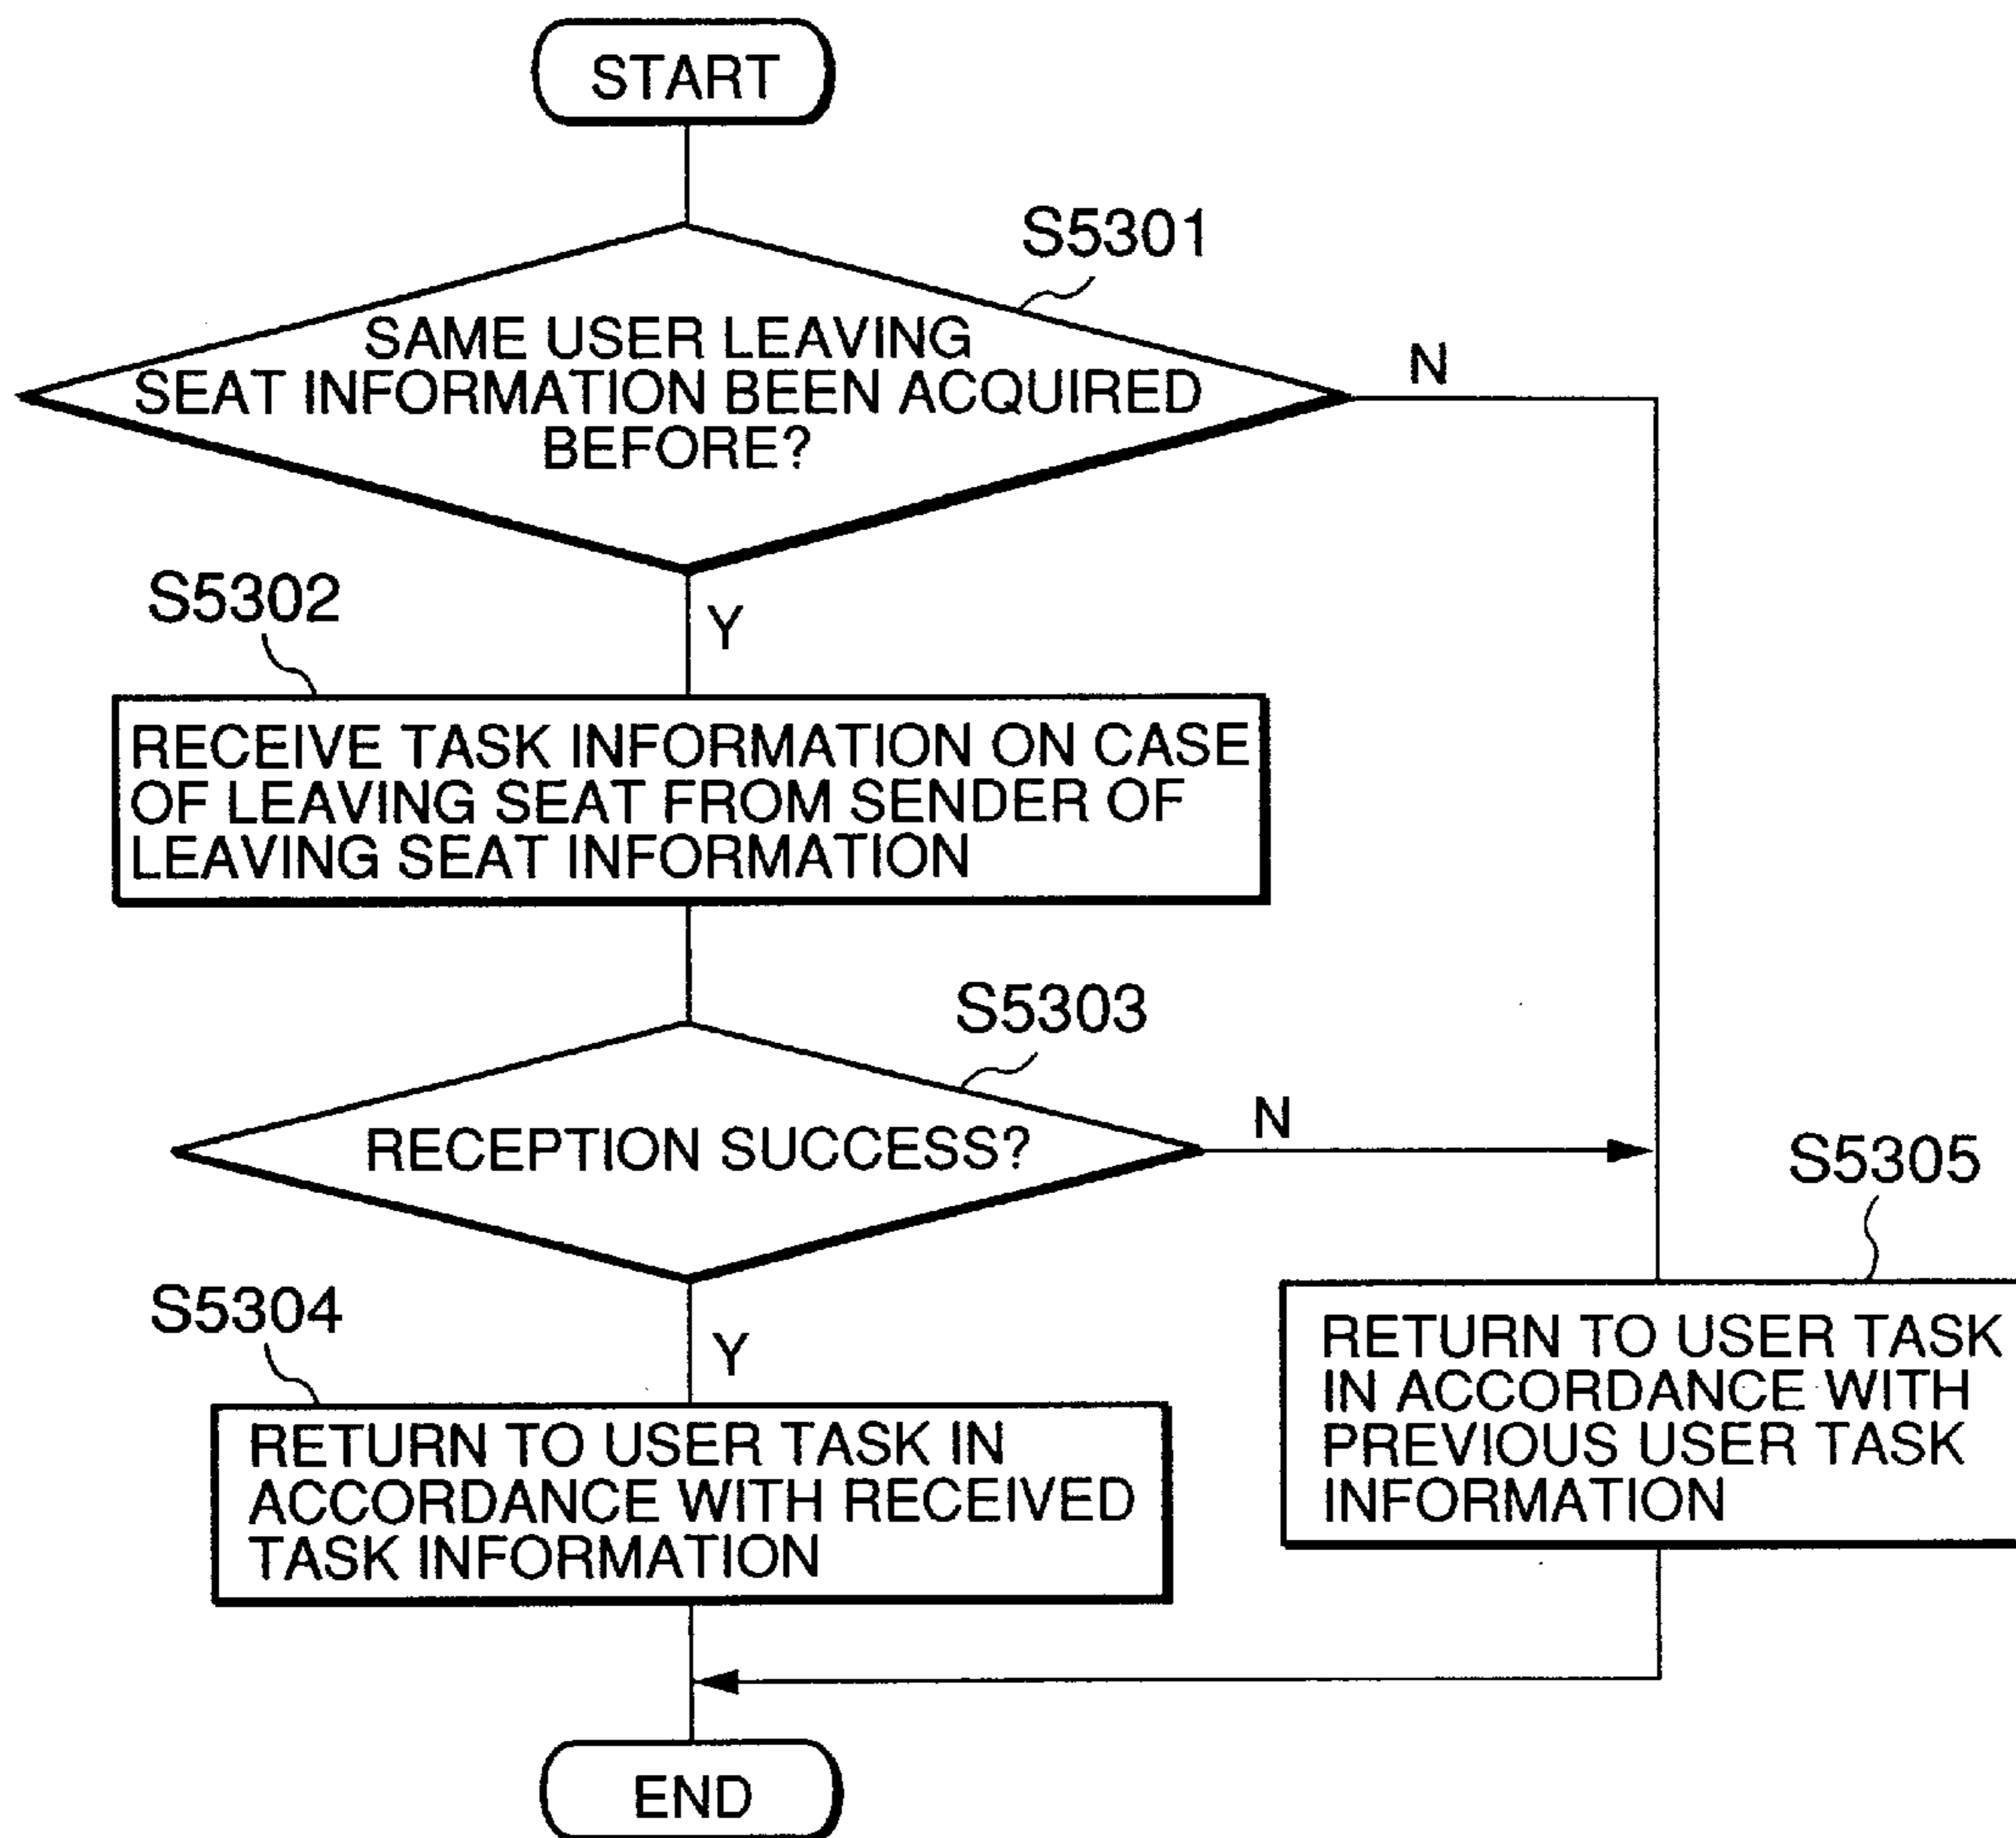 START
S5301
SAME USER LEAVING
SEAT INFORMATION BEEN ACQUIRED
BEFORE?
N
S5302
Y
RECEIVE TASK INFORMATION ON CASE
OF LEAVING SEAT FROM SENDER OF
LEAVING SEAT INFORMATION
S5303
RECEPTION SUCCESS?
N
S5305
S5304
Y
RETURN TO USER TASK
IN ACCORDANCE WITH
PREVIOUS USER TASK
INFORMATION
RETURN TO USER TASK IN
ACCORDANCE WITH RECEIVED
TASK INFORMATION
END